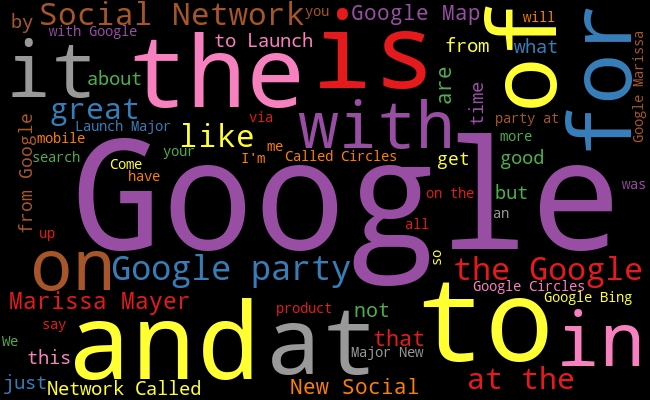 by Social Network you Google Map will
with Google
it about the to Launch is from of what for
great are time Google Marissa
Launch Major like via with party at
from Google mobile me more
search your I'm Called Circles get good
Come have
Google on the but was
an
up all so
on Google party the Google
Google Circles
Marissa Mayer product not to Google Bing
say and at that in
We this Major New
just Network Called New Social at the